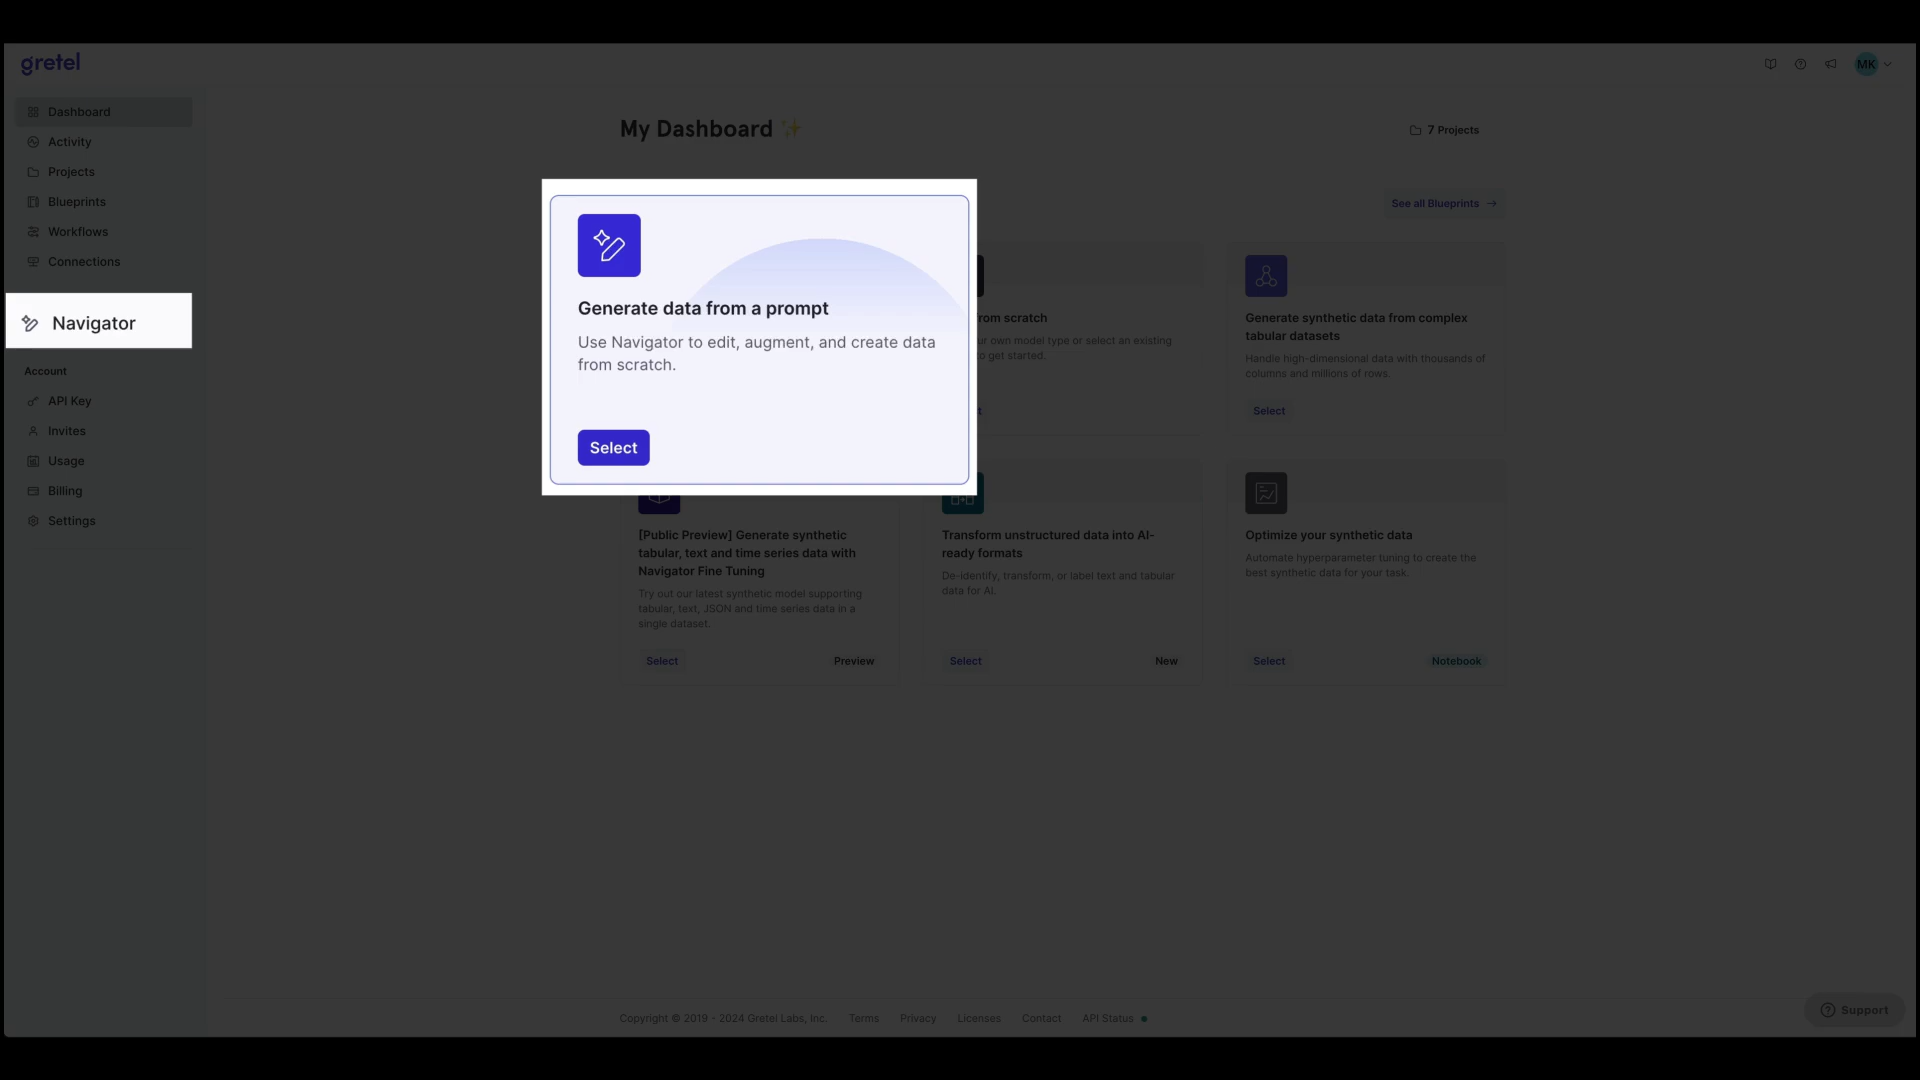 gretel
MK
Dashboard
Activity
Projects
Blueprints
Workflows
Connections
Navigator
Account
API Key
Invites
Usage
Billing
Settings
My Dashboard ✨
7 Projects
See all Blueprints →
Generate data from a prompt
Use Navigator to edit, augment, and create data
from scratch.
Select
from scratch
own model type or select an existing
to get started.
Generate synthetic data from complex
tabular datasets
Handle high-dimensional data with thousands of
columns and millions of rows.
Select
[Public Preview] Generate synthetic
tabular, text and time series data with
Navigator Fine Tuning
Try out our latest synthetic model supporting
tabular, text, JSON and time series data in a
single dataset.
Select
Preview
Transform unstructured data into AI-
ready formats
De-identify, transform, or label text and tabular
data for AI.
Select
New
Optimize your synthetic data
Automate hyperparameter tuning to create the
best synthetic data for your task.
Select
Notebook
Copyright © 2019 - 2024 Gretel Labs, Inc.
Terms
Privacy
Licenses
Contact
API Status
Support